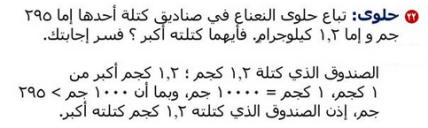 ٢٢ حلوى: تباع حلوى النعناع في صناديق كتلة أحدها إما ٢٩٥
جم و إما ١,٢ كيلوجرام. فأيهما كتلته أكبر ؟ فسر إجابتك.
الصندوق الذي كتلة ١,٢ كجم ؛ ١,٢ كجم أكبر من
١ كجم، ١ كجم = ١٠٠٠٠ جم، وبما أن ١٠٠٠ جم > ٢٩٥
جم، إذن الصندوق الذي كتلته ١,٢ كجم كتلته أكبر.